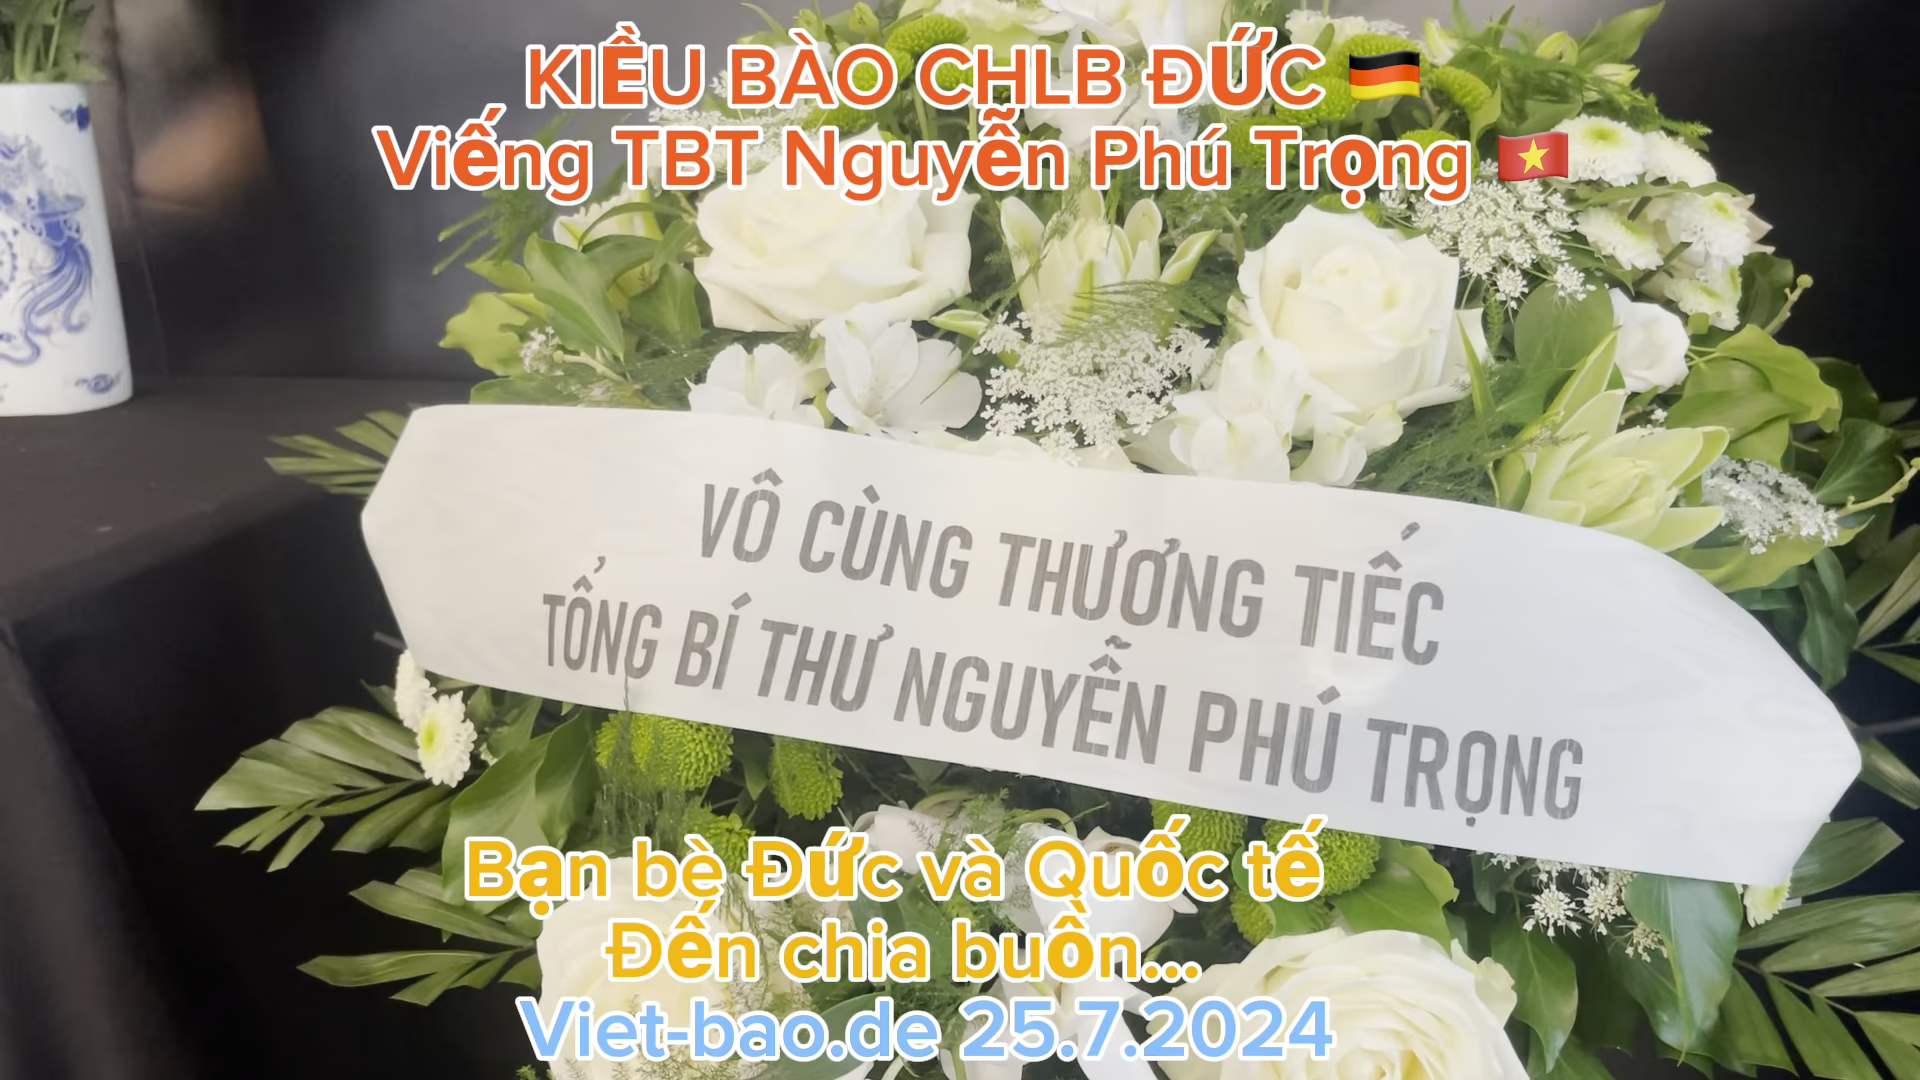 KIỀU BÀO CHLB ĐỨC 🇩🇪
Viếng TBT Nguyễn Phú Trọng 🇻🇳
VÔ CÙNG THƯƠNG TIẾC
TỔNG BÍ THƯ NGUYỄN PHÚ TRỌNG
Bạn bè Đức và Quốc tế
Đến chia buồn...
Viet-bao.de 25.7.2024